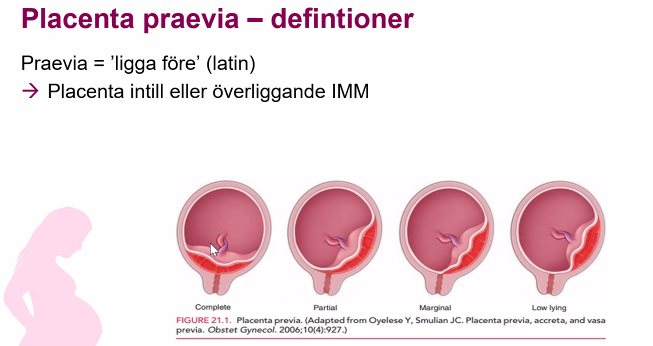 Placenta praevia – defintioner
Praevia = ’ligga före’ (latin)
→ Placenta intill eller överliggande IMM
Complete
Partial
Marginal
Low lying
FIGURE 21.1. Placenta previa. (Adapted from Oyelese Y, Smulian JC. Placenta previa, accreta, and vasa
previa. Obstet Gynecol. 2006;10(4):927.)